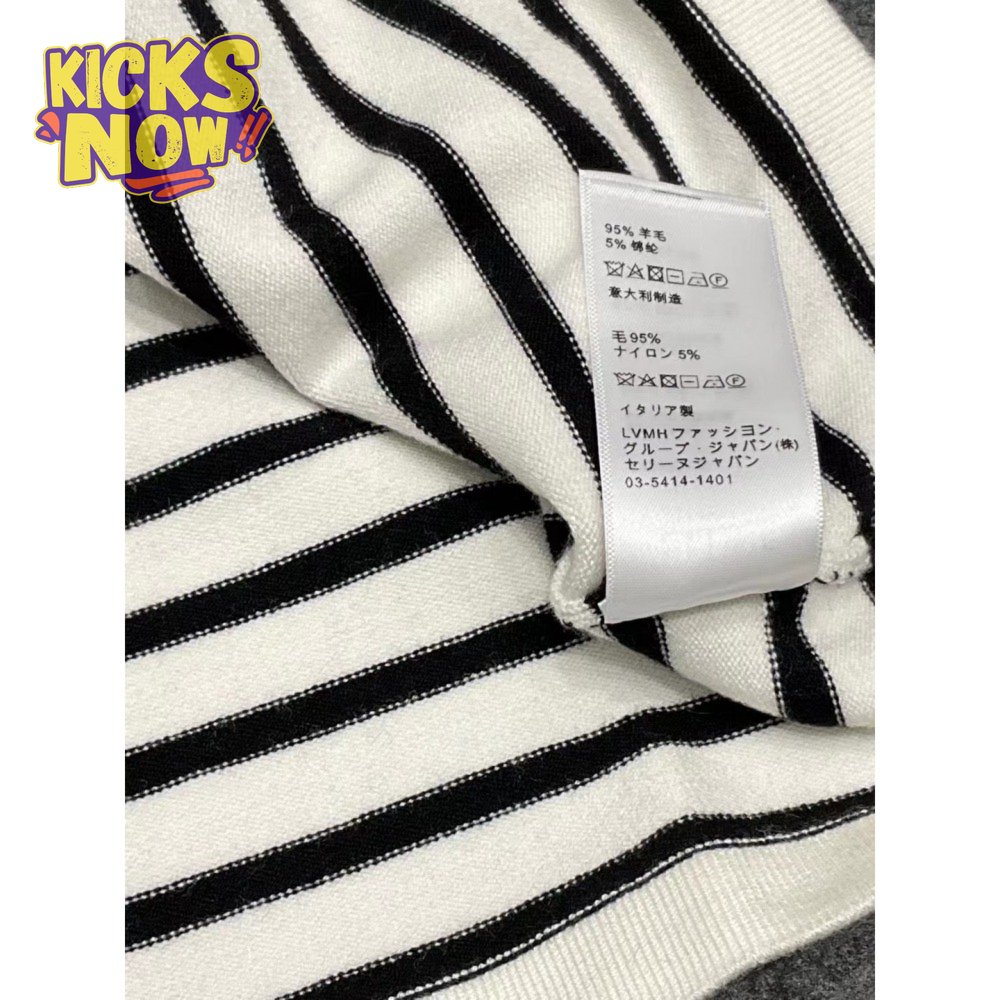 KICKS
NOW!!
95% 羊毛
5% 锦纶
意大利制造
毛 95%
ナイロン 5%
イタリア製
LVMHファッション・
グループ・ジャパン(株)
セリーヌジャパン
03-5414-1401